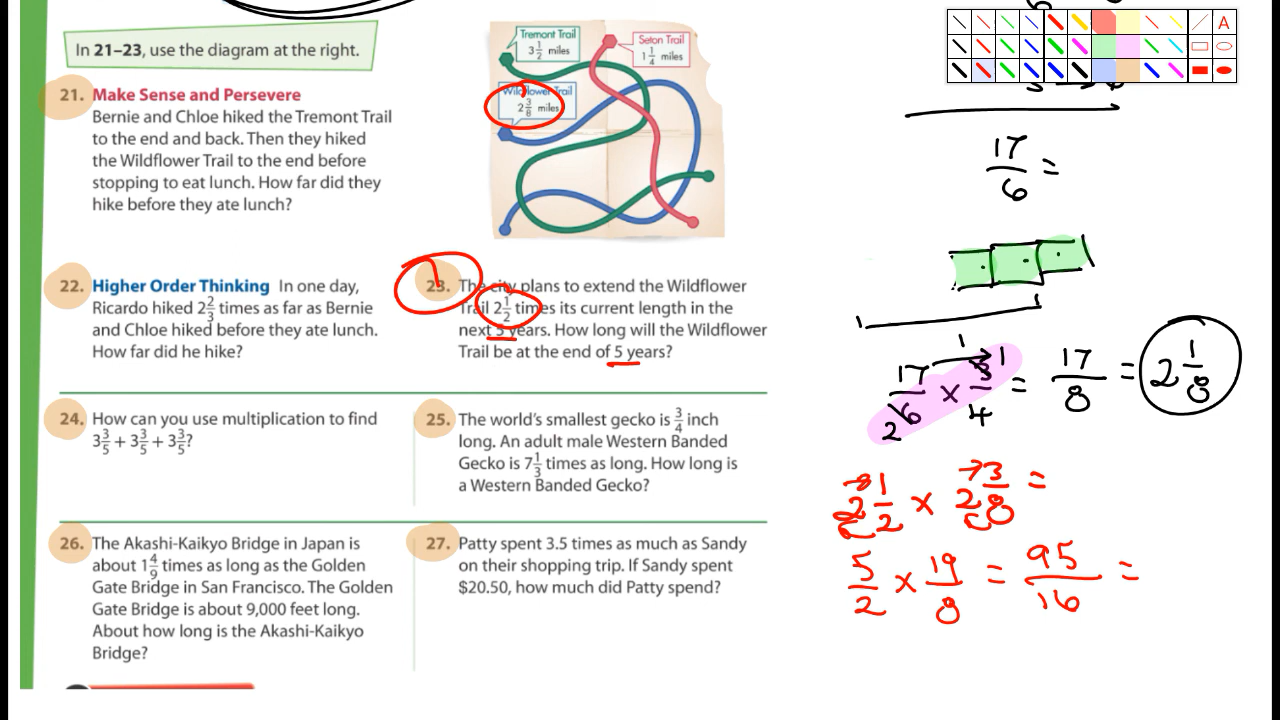 In 21–23, use the diagram at the right.
Tremont Trail
3 1/2 miles
Seton Trail
1 1/4 miles
Wildflower Trail
2 3/8 miles
21. Make Sense and Persevere
Bernie and Chloe hiked the Tremont Trail
to the end and back. Then they hiked
the Wildflower Trail to the end before
stopping to eat lunch. How far did they
hike before they ate lunch?
22. Higher Order Thinking In one day,
Ricardo hiked 2 2/3 times as far as Bernie
and Chloe hiked before they ate lunch.
How far did he hike?
23. The city plans to extend the Wildflower
Trail 2 1/2 times its current length in the
next 5 years. How long will the Wildflower
Trail be at the end of 5 years?
24. How can you use multiplication to find
3 3/5 + 3 3/5 + 3 3/5?
25. The world's smallest gecko is 3/4 inch
long. An adult male Western Banded
Gecko is 7 1/3 times as long. How long is
a Western Banded Gecko?
26. The Akashi-Kaikyo Bridge in Japan is
about 1 4/9 times as long as the Golden
Gate Bridge in San Francisco. The Golden
Gate Bridge is about 9,000 feet long.
About how long is the Akashi-Kaikyo
Bridge?
27. Patty spent 3.5 times as much as Sandy
on their shopping trip. If Sandy spent
$20.50, how much did Patty spend?
A
17/6 =
17/6 × 3/4 = 17/8 = 2 1/8
2 1/2 × 2 3/8 =
5/2 × 19/8 = 95/16 =